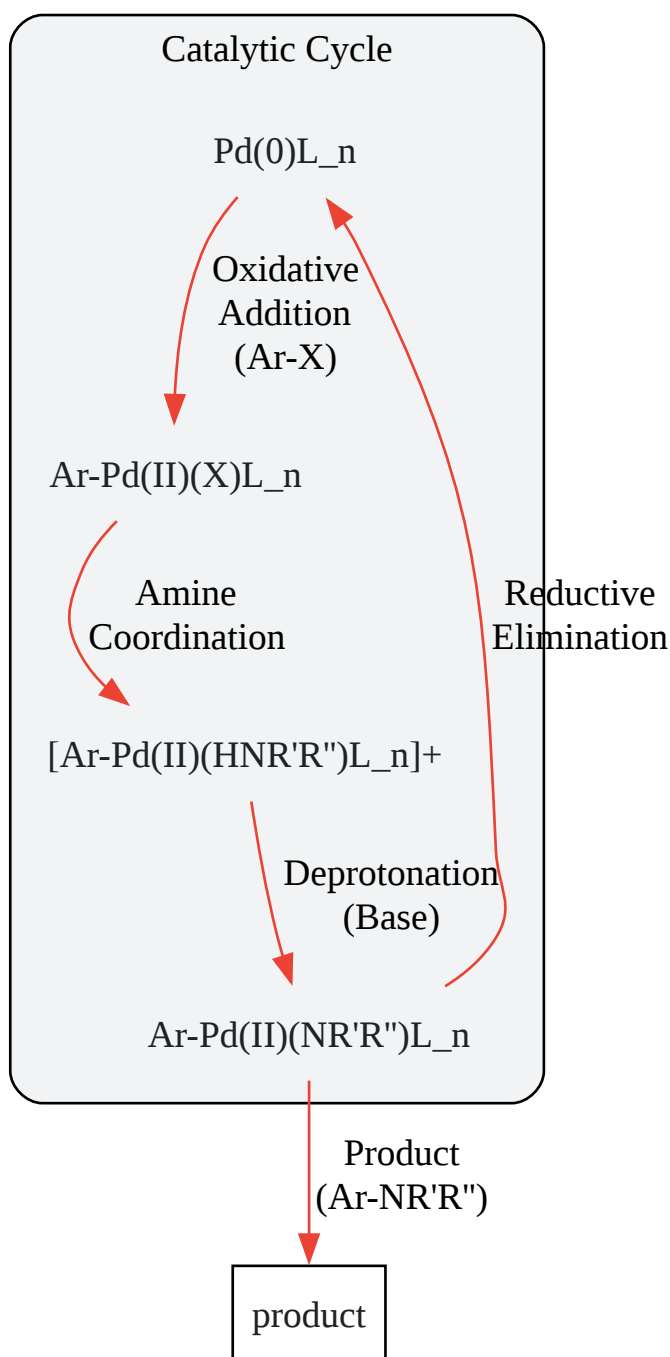 Catalytic Cycle
Pd(0)L_n
Oxidative
Addition
(Ar-X)
Ar-Pd(II)(X)L_n
Amine
Coordination
Reductive
Elimination
[Ar-Pd(II)(HNR'R'')L_n]+
Deprotonation
(Base)
Ar-Pd(II)(NR'R'')L_n
Product
(Ar-NR'R'')
product